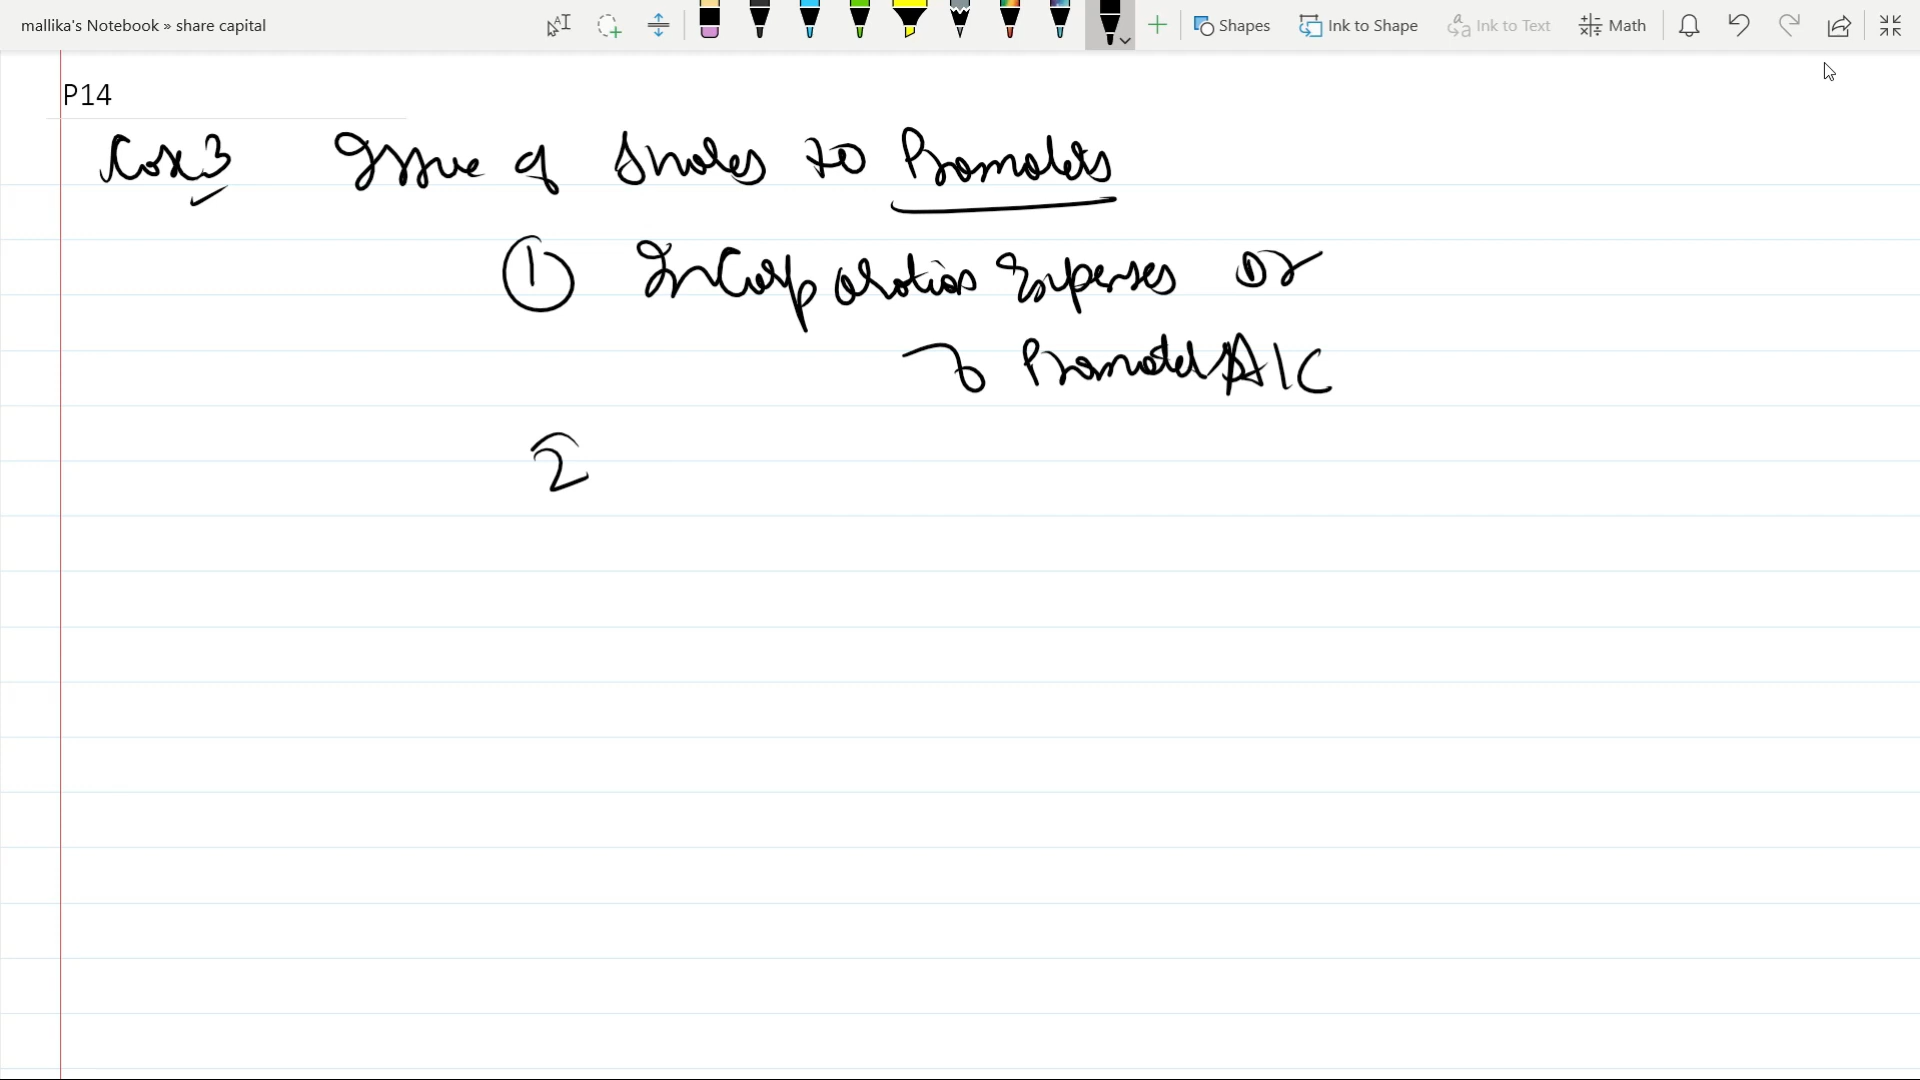 mallika's Notebook » share capital
Shapes Ink to Shape Ink to Text Math
P14
Case 3 Issue of Shares to Promoters
① Incorporation Expenses Dr
To Promoters A/C
2